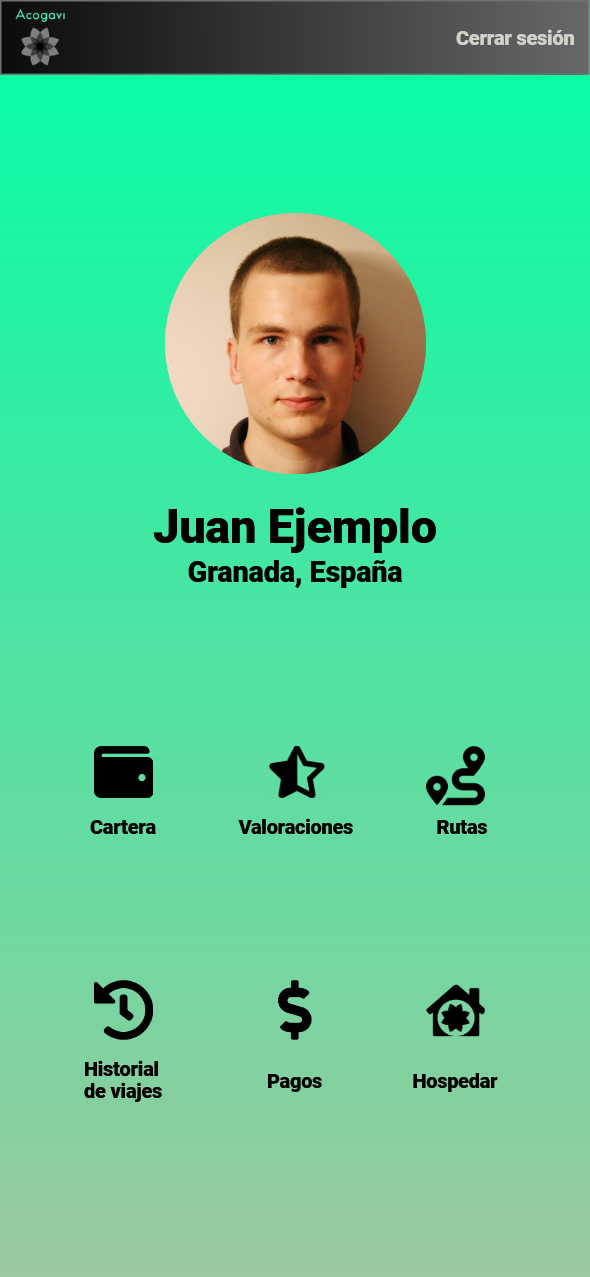 Acogavi
Cerrar sesión
Juan Ejemplo
Granada, España
Cartera
Valoraciones
Rutas
Historial
de viajes
Pagos
Hospedar